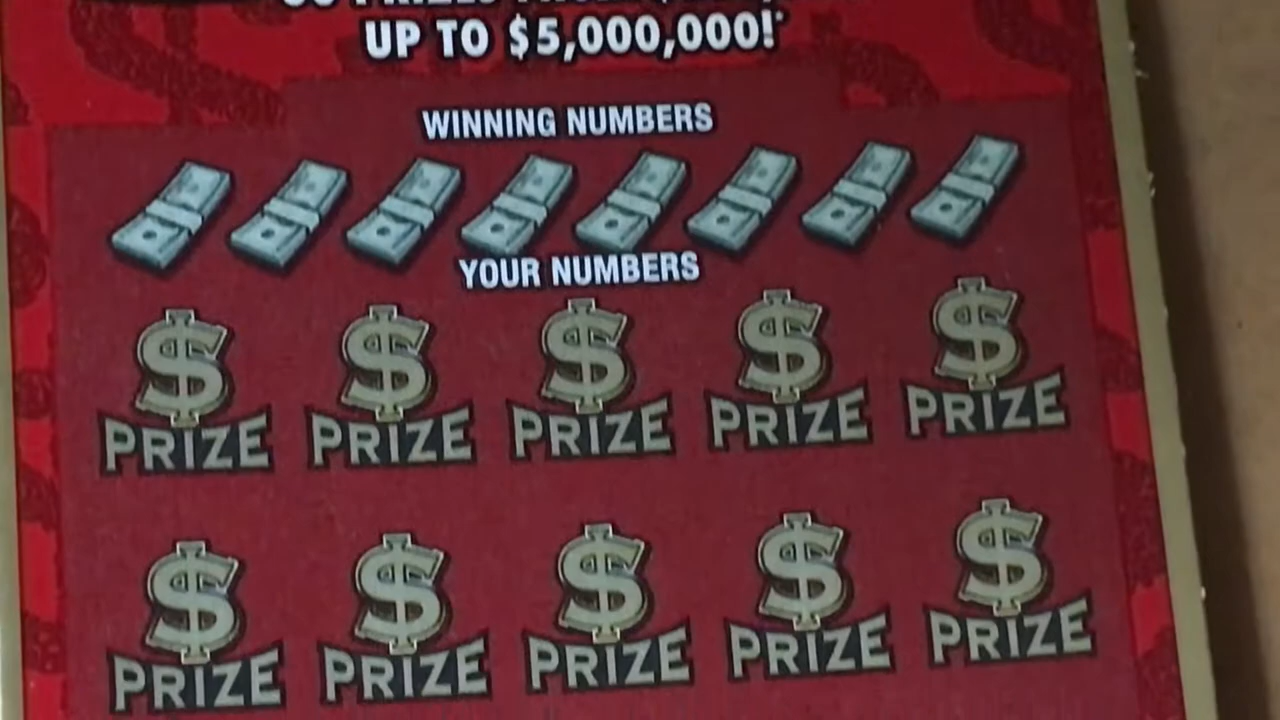 UP TO $5,000,000!*
WINNING NUMBERS
YOUR NUMBERS
$ $ $ $ $
PRIZE PRIZE PRIZE PRIZE PRIZE
$ $ $ $ $
PRIZE PRIZE PRIZE PRIZE PRIZE